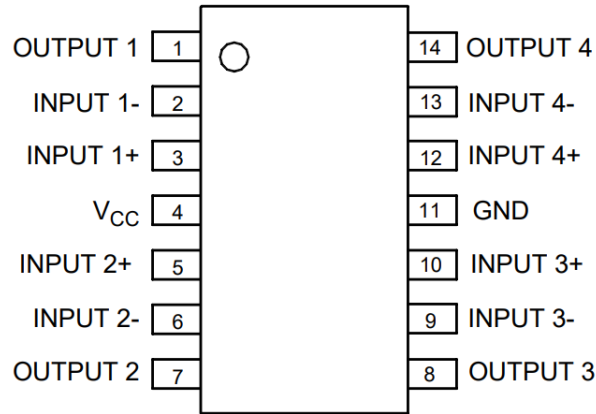 OUTPUT 1 1 14 OUTPUT 4
INPUT 1- 2 13 INPUT 4-
INPUT 1+ 3 12 INPUT 4+
VCC 4 11 GND
INPUT 2+ 5 10 INPUT 3+
INPUT 2- 6 9 INPUT 3-
OUTPUT 2 7 8 OUTPUT 3